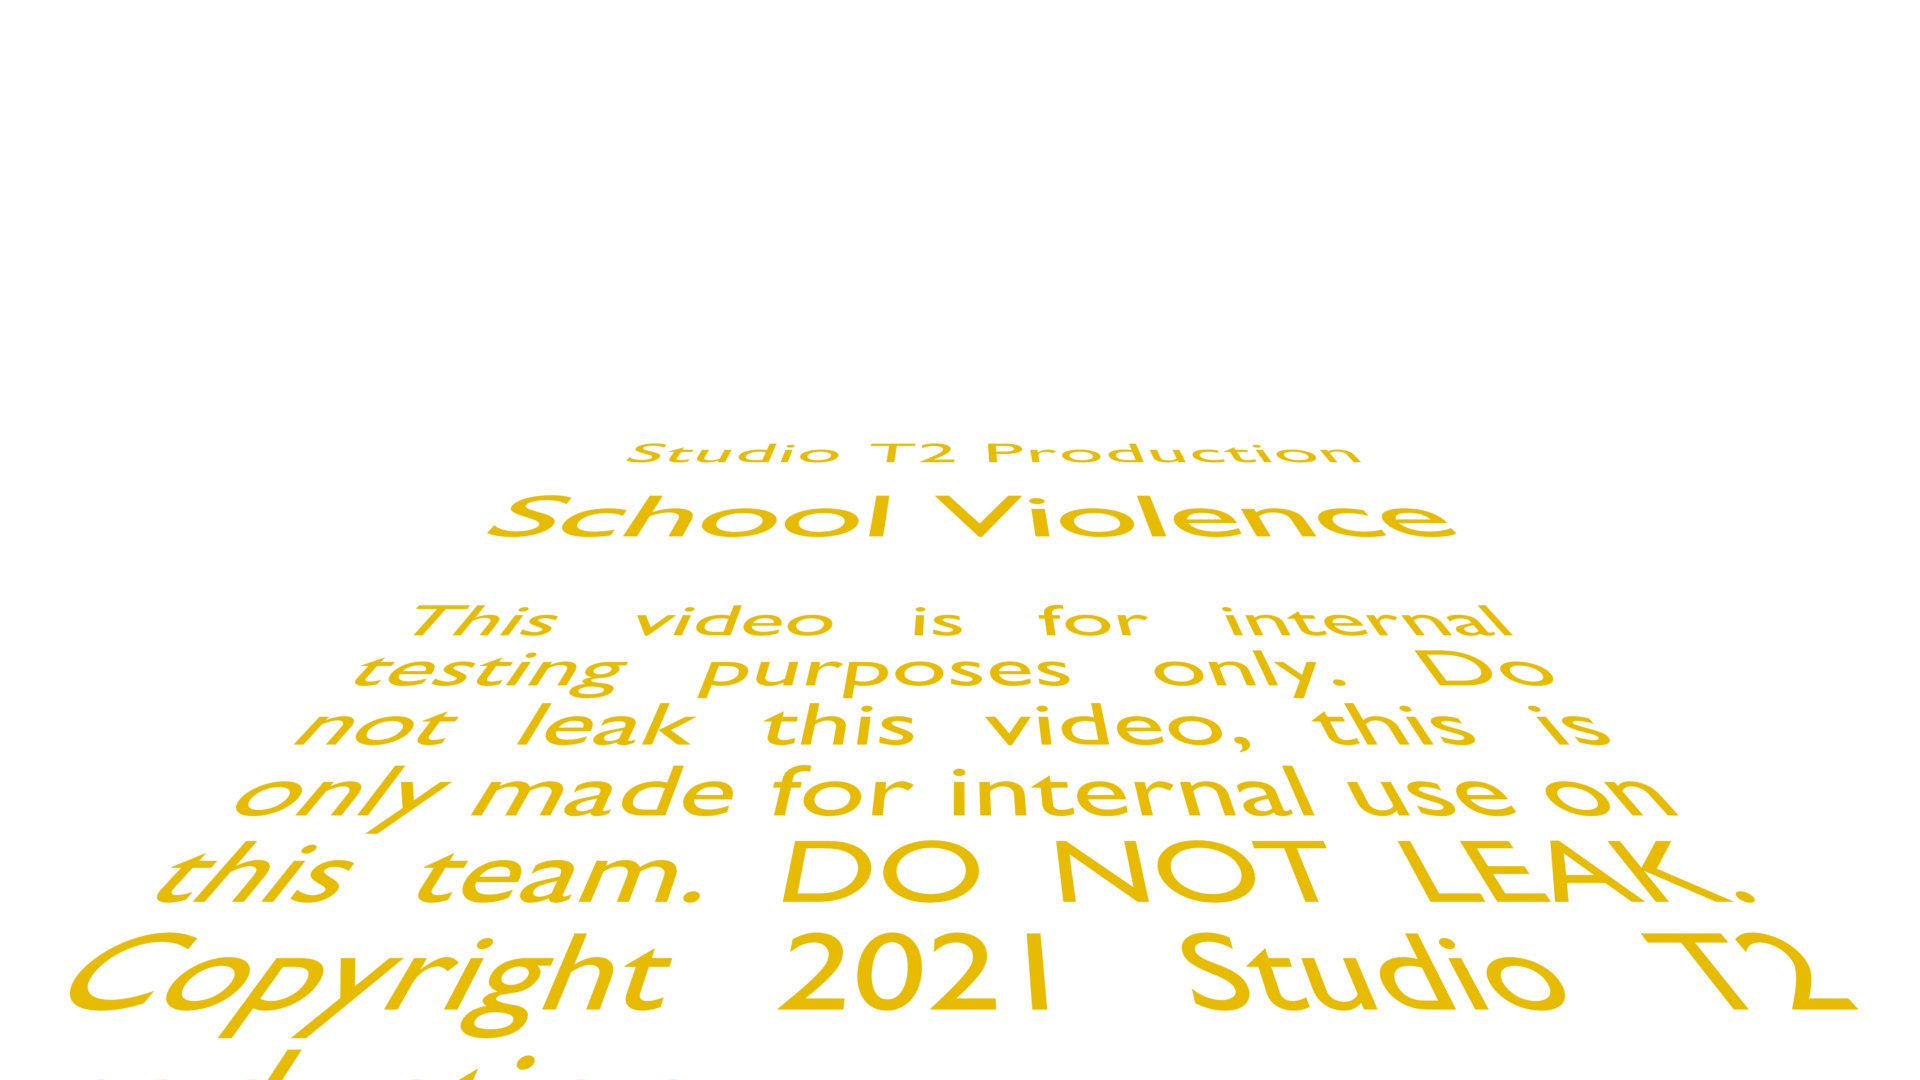 Studio T2 Production
School Violence
This video is for internal
testing purposes only. Do
not leak this video, this is
only made for internal use on
this team. DO NOT LEAK.
Copyright 2021 Studio T2